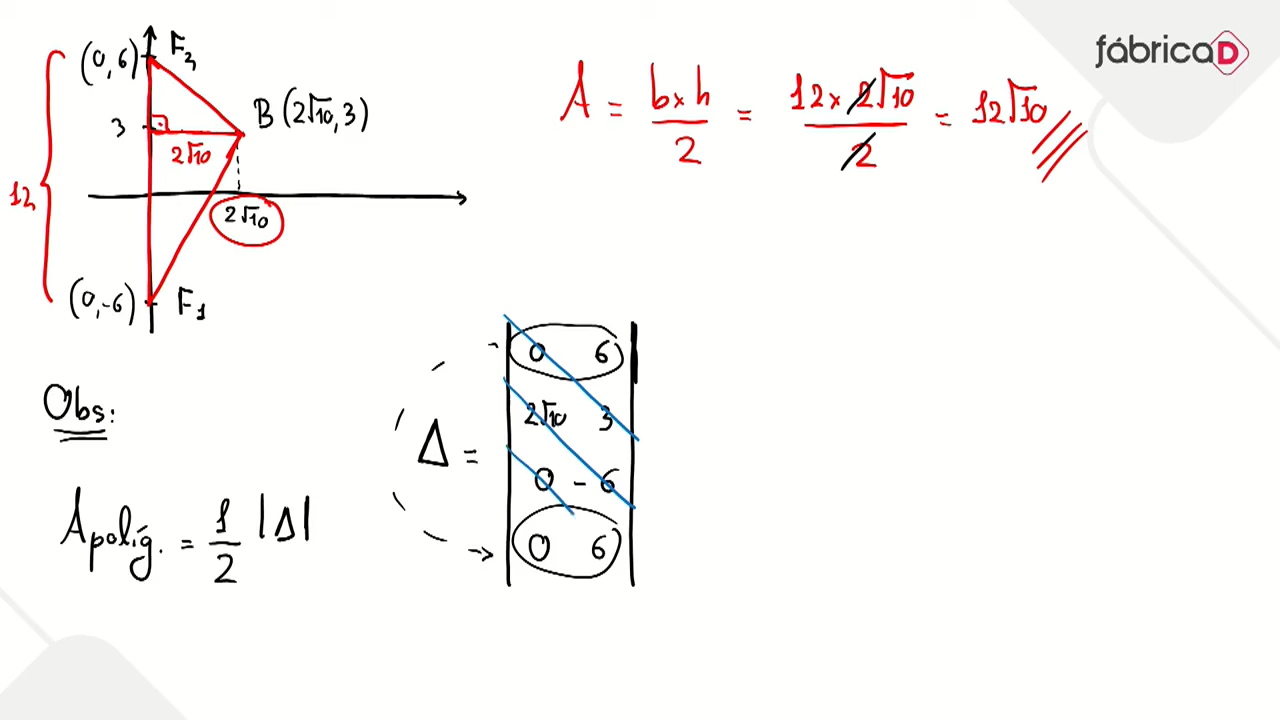 fábricaD
(0,6) F₂
3
B (2√10, 3)
2√10
12
2√10
(0,-6) F₁
A = b×h / 2 = 12×2√10 / 2 = 12√10
Obs:
A políg. = 1/2 |Δ|
Δ =
0 6
2√10 3
0 -6
0 6